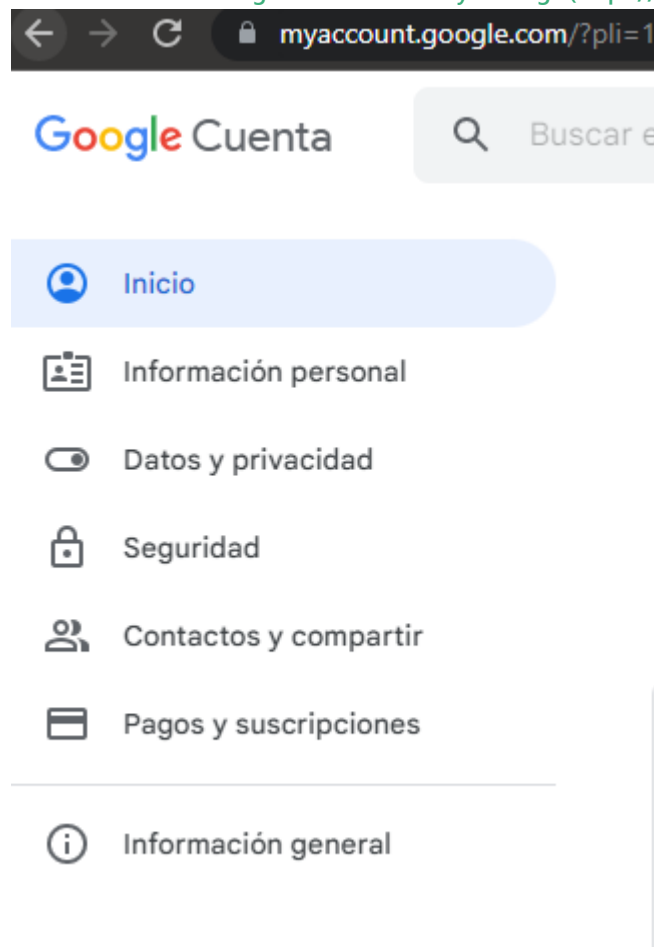 myaccount.google.com/?pli=1
Google Cuenta
Buscar e
Inicio
Información personal
Datos y privacidad
Seguridad
Contactos y compartir
Pagos y suscripciones
Información general